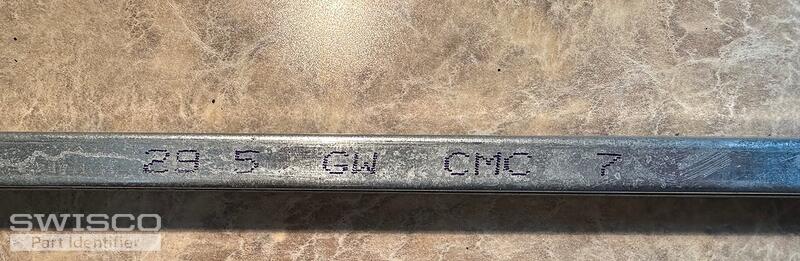 29 5 GW CMC 7
SWISCO
Part Identifier